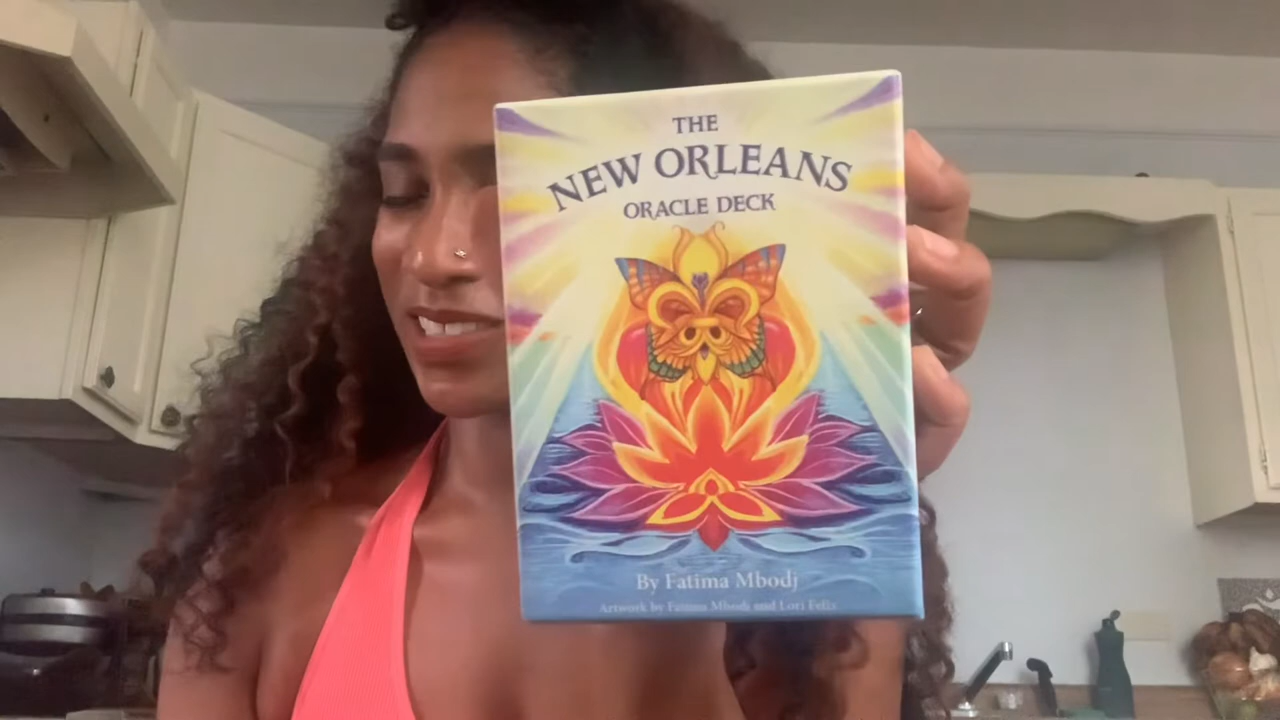 THE
NEW ORLEANS
ORACLE DECK
By Fatima Mbodj
Artwork by Fatima Mbodj and Lori Felix